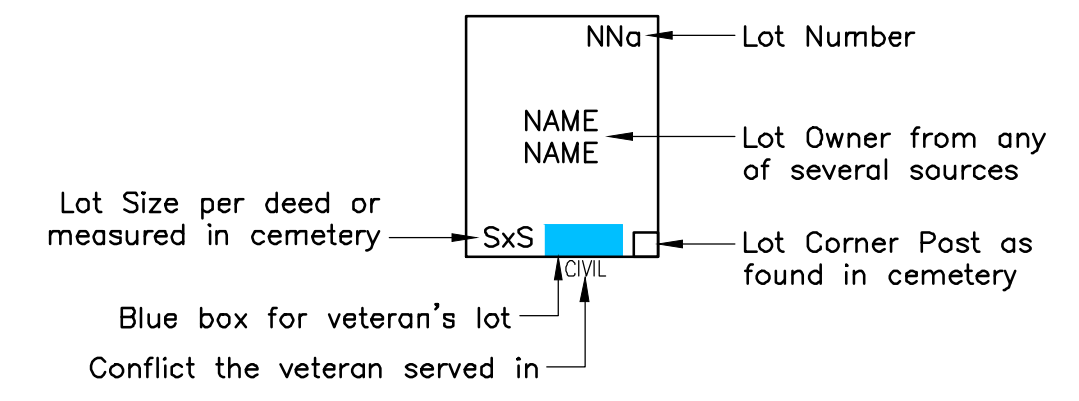 NNa
Lot Number
NAME
NAME
Lot Owner from any
of several sources
Lot Size per deed or
measured in cemetery
SxS
Lot Corner Post as
found in cemetery
CIVIL
Blue box for veteran's lot
Conflict the veteran served in